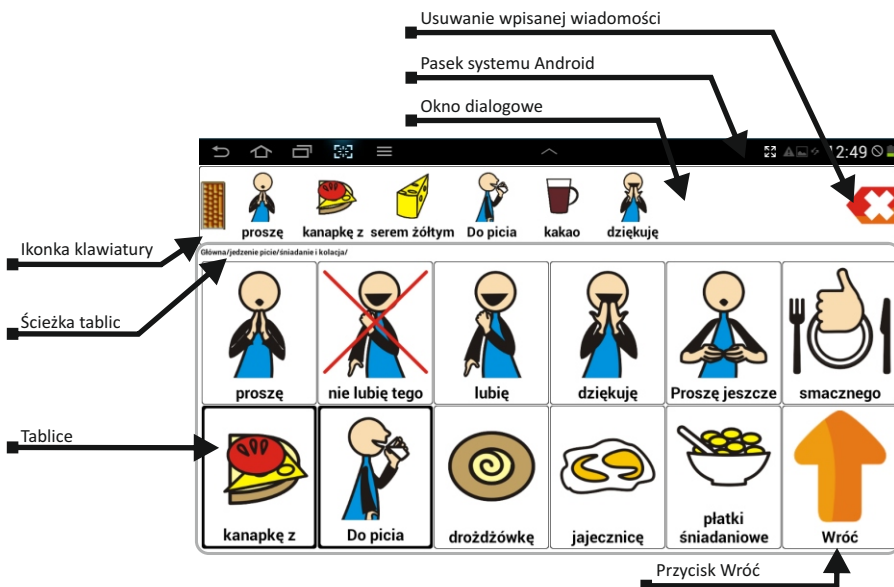 Usuwanie wpisanej wiadomości
Pasek systemu Android
Okno dialogowe
12:49
proszę kanapkę z serem żółtym Do picia kakao dziękuję
Ikonka klawiatury
Główna/jedzenie picie/śniadanie i kolacja/
Ścieżka tablic
proszę nie lubię tego lubię dziękuję Proszę jeszcze smacznego
Tablice
kanapkę z Do picia drożdżówkę jajecznicę płatki
śniadaniowe Wróć
Przycisk Wróć